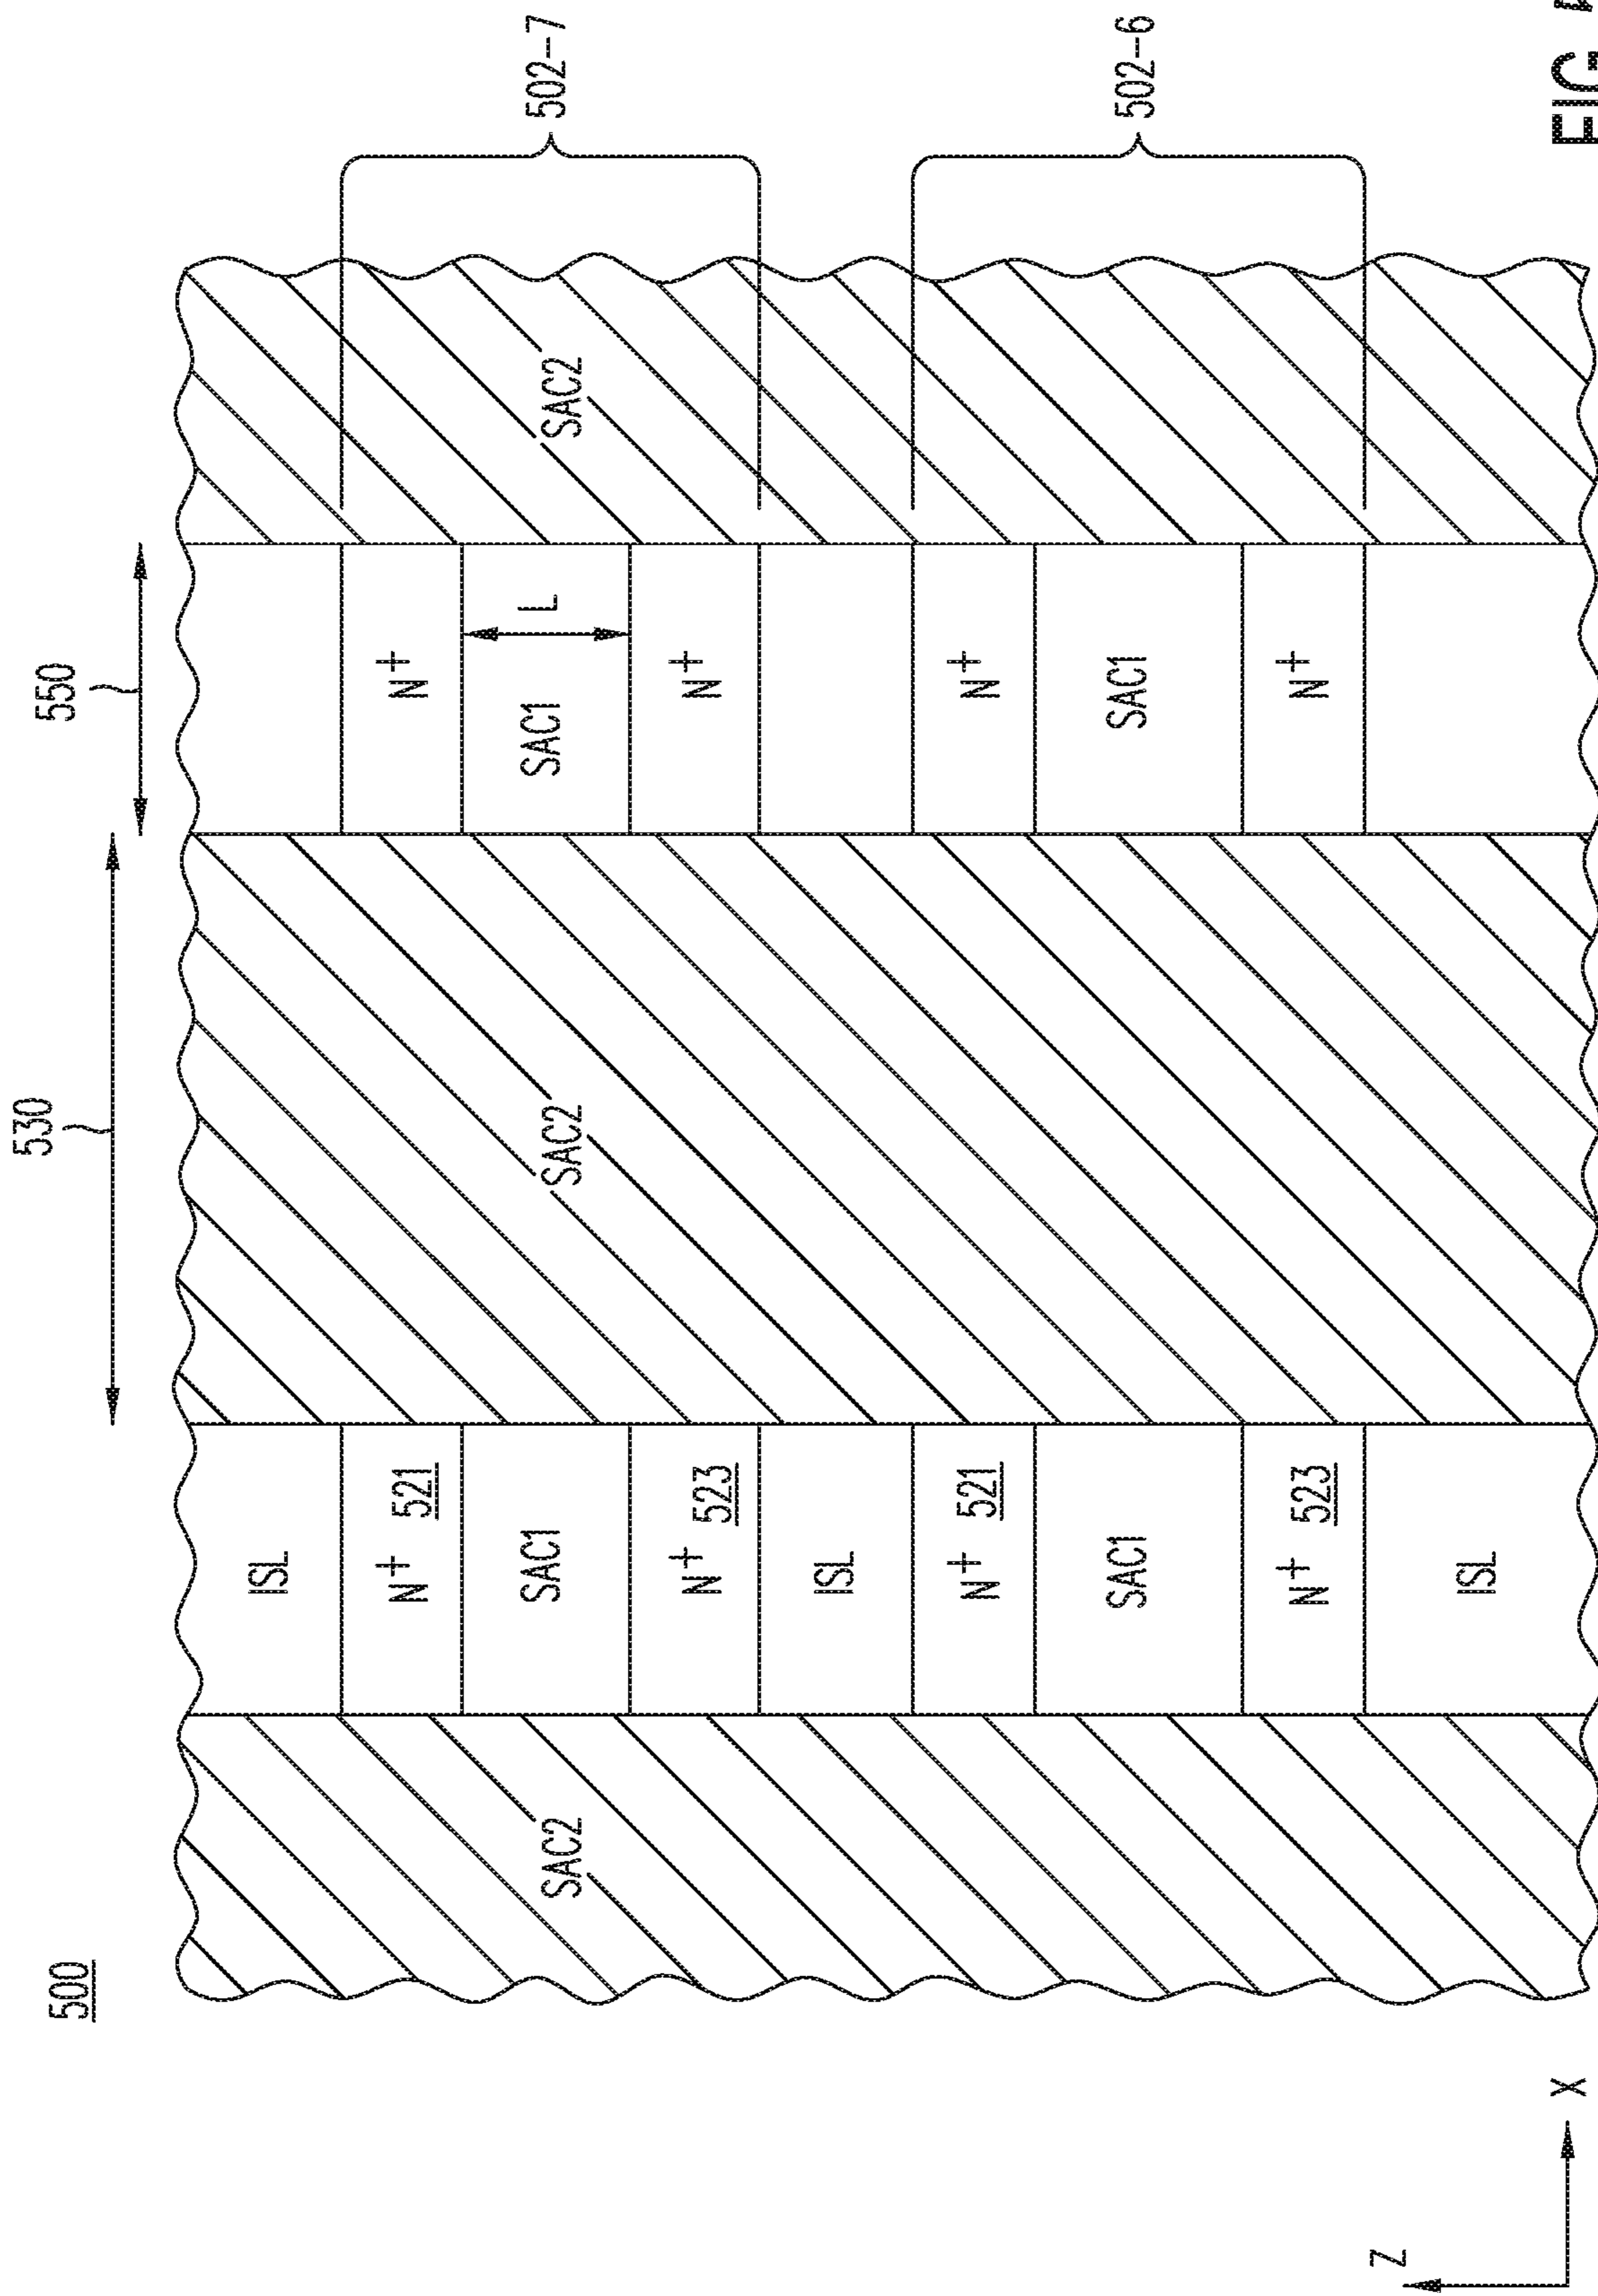 530
550
500
ISL
N+ 521 N+
SAC2 SAC1 SAC2 SAC1 L SAC2 502-7
N+ 523 N+
ISL
N+ 521 N+
SAC1 SAC1 502-6
N+ 523 N+
Z
ISL
X
FIG.